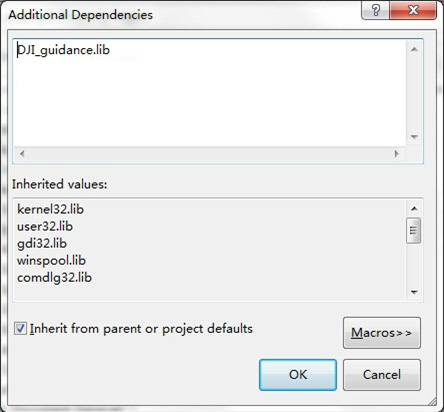 Additional Dependencies
DJI_guidance.lib
Inherited values:
kernel32.lib
user32.lib
gdi32.lib
winspool.lib
comdlg32.lib
Inherit from parent or project defaults
Macros>>
OK
Cancel